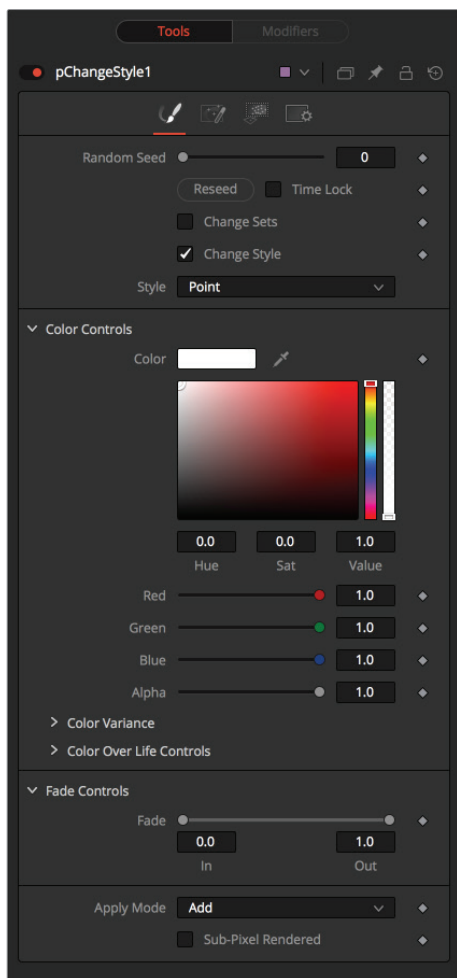 Tools Modifiers
pChangeStyle1
Random Seed 0
Reseed Time Lock
Change Sets
Change Style
Style Point
Color Controls
Color
0.0 0.0 1.0
Hue Sat Value
Red 1.0
Green 1.0
Blue 1.0
Alpha 1.0
Color Variance
Color Over Life Controls
Fade Controls
Fade
0.0 1.0
In Out
Apply Mode Add
Sub-Pixel Rendered